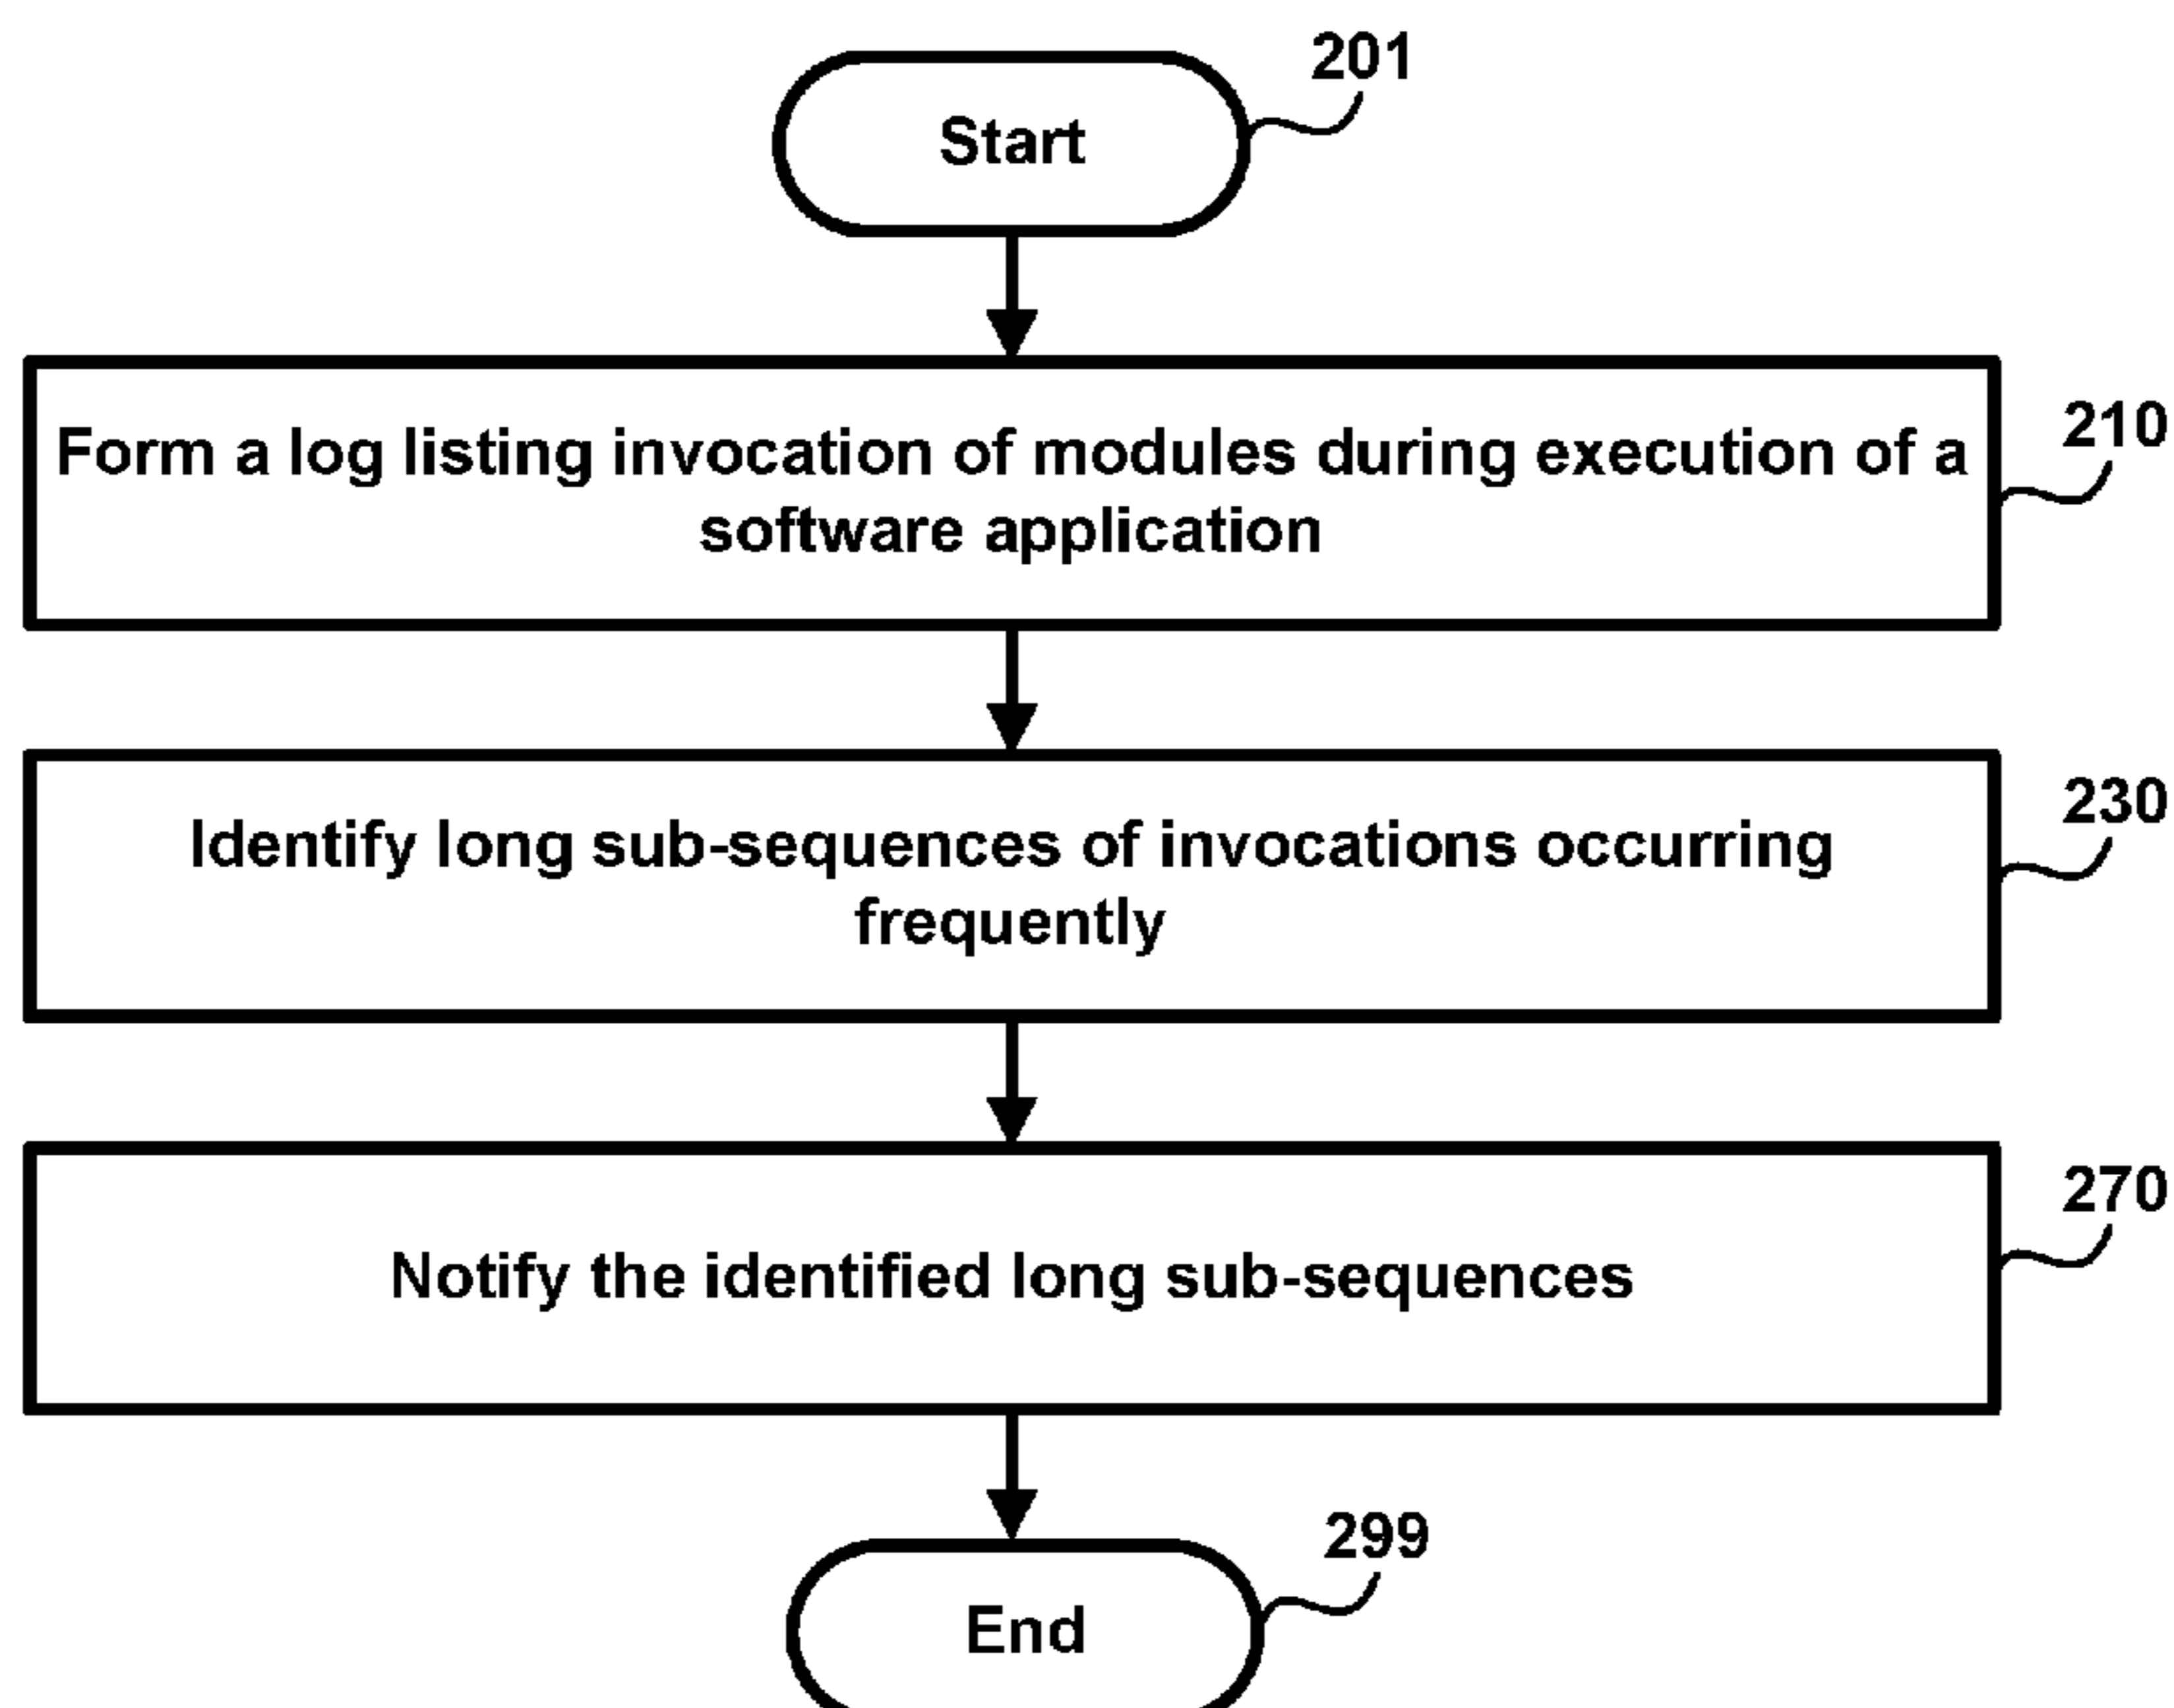 201
Start
210
Form a log listing invocation of modules during execution of a
software application
230
Identify long sub-sequences of invocations occurring
frequently
270
Notify the identified long sub-sequences
299
End